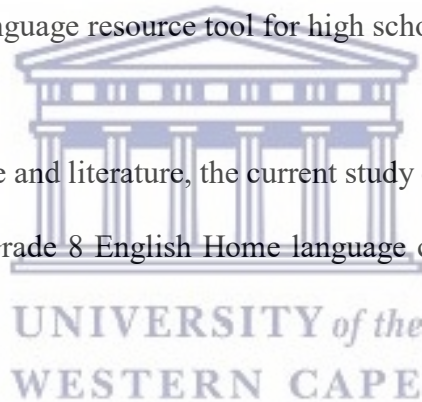 nguage resource tool for high scho
e and literature, the current study
rade 8 English Home language c
UNIVERSITY of the
WESTERN CAPE